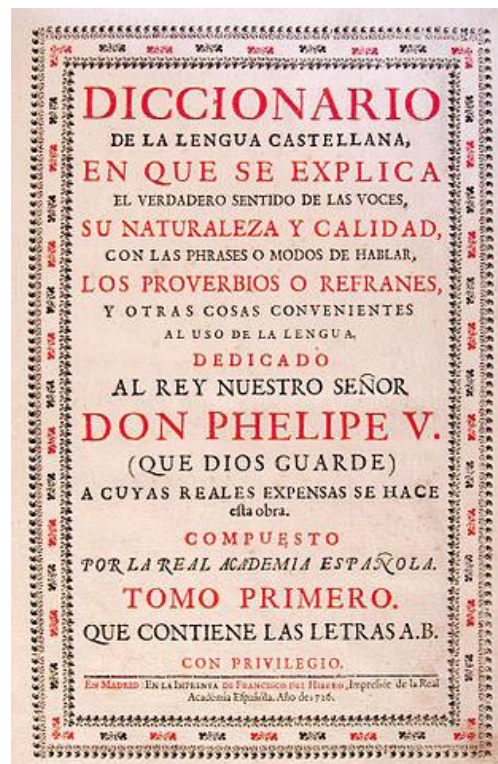 DICCIONARIO
DE LA LENGUA CASTELLANA,
EN QUE SE EXPLICA
EL VERDADERO SENTIDO DE LAS VOCES,
SU NATURALEZA Y CALIDAD,
CON LAS PHRASES O MODOS DE HABLAR,
LOS PROVERBIOS O REFRANES,
Y OTRAS COSAS CONVENIENTES
AL USO DE LA LENGUA.
DEDICADO
AL REY NUESTRO SEÑOR
DON PHELIPE V.
(QUE DIOS GUARDE)
A CUYAS REALES EXPENSAS SE HACE
eſta obra.
COMPUESTO
POR LA REAL ACADEMIA ESPAÑOLA.
TOMO PRIMERO.
QUE CONTIENE LAS LETRAS A.B.
CON PRIVILEGIO.
EN MADRID: EN LA IMPRENTA DE FRANCISCO DEL HIERRO, Impreſſor de la Real
Academia Eſpañola. Año de 1726.